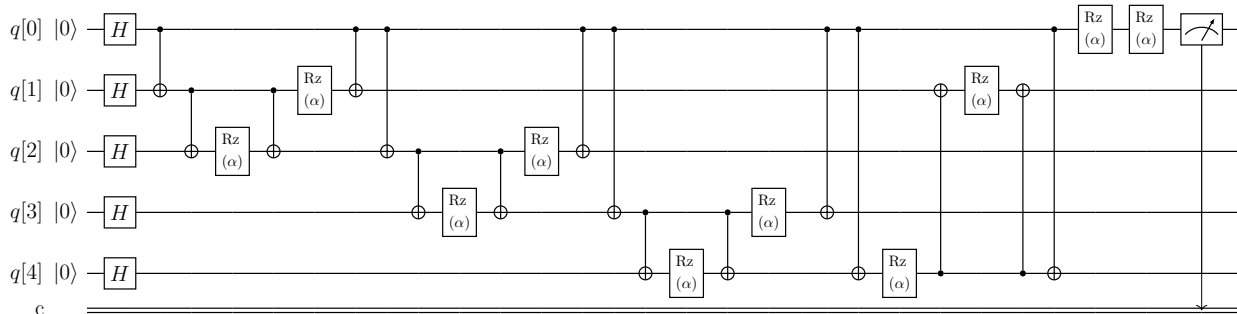 q[0] |0⟩ H Rz (α) Rz (α)
q[1] |0⟩ H Rz (α) Rz (α)
q[2] |0⟩ H Rz (α) Rz (α)
q[3] |0⟩ H Rz (α) Rz (α)
q[4] |0⟩ H Rz (α) Rz (α)
c